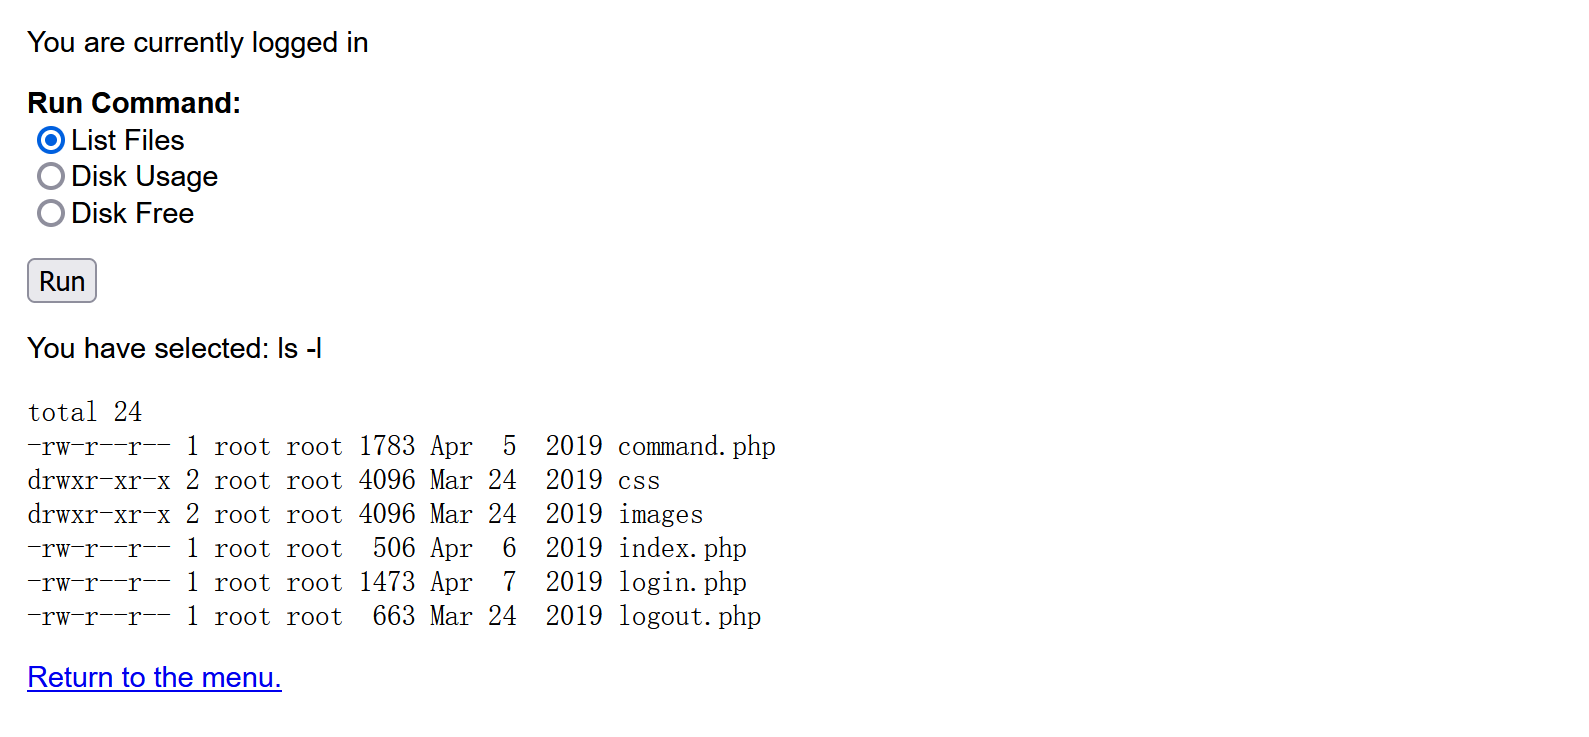 You are currently logged in
Run Command:
List Files
Disk Usage
Disk Free
Run
You have selected: ls -l
total 24
-rw-r--r-- 1 root root 1783 Apr  5  2019 command.php
drwxr-xr-x 2 root root 4096 Mar 24  2019 css
drwxr-xr-x 2 root root 4096 Mar 24  2019 images
-rw-r--r-- 1 root root  506 Apr  6  2019 index.php
-rw-r--r-- 1 root root 1473 Apr  7  2019 login.php
-rw-r--r-- 1 root root  663 Mar 24  2019 logout.php
Return to the menu.